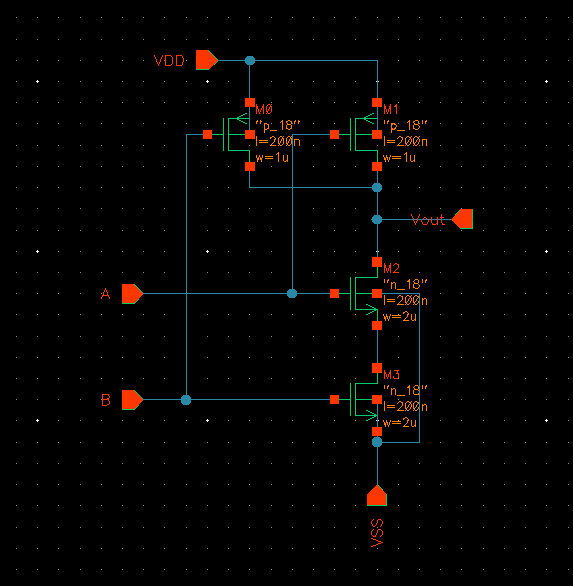 VDD
M0
"p_18"
l=200n
w=1u
M1
"p_18"
l=200n
w=1u
Vout
A
M2
"n_18"
l=200n
w=2u
B
M3
"n_18"
l=200n
w=2u
VSS